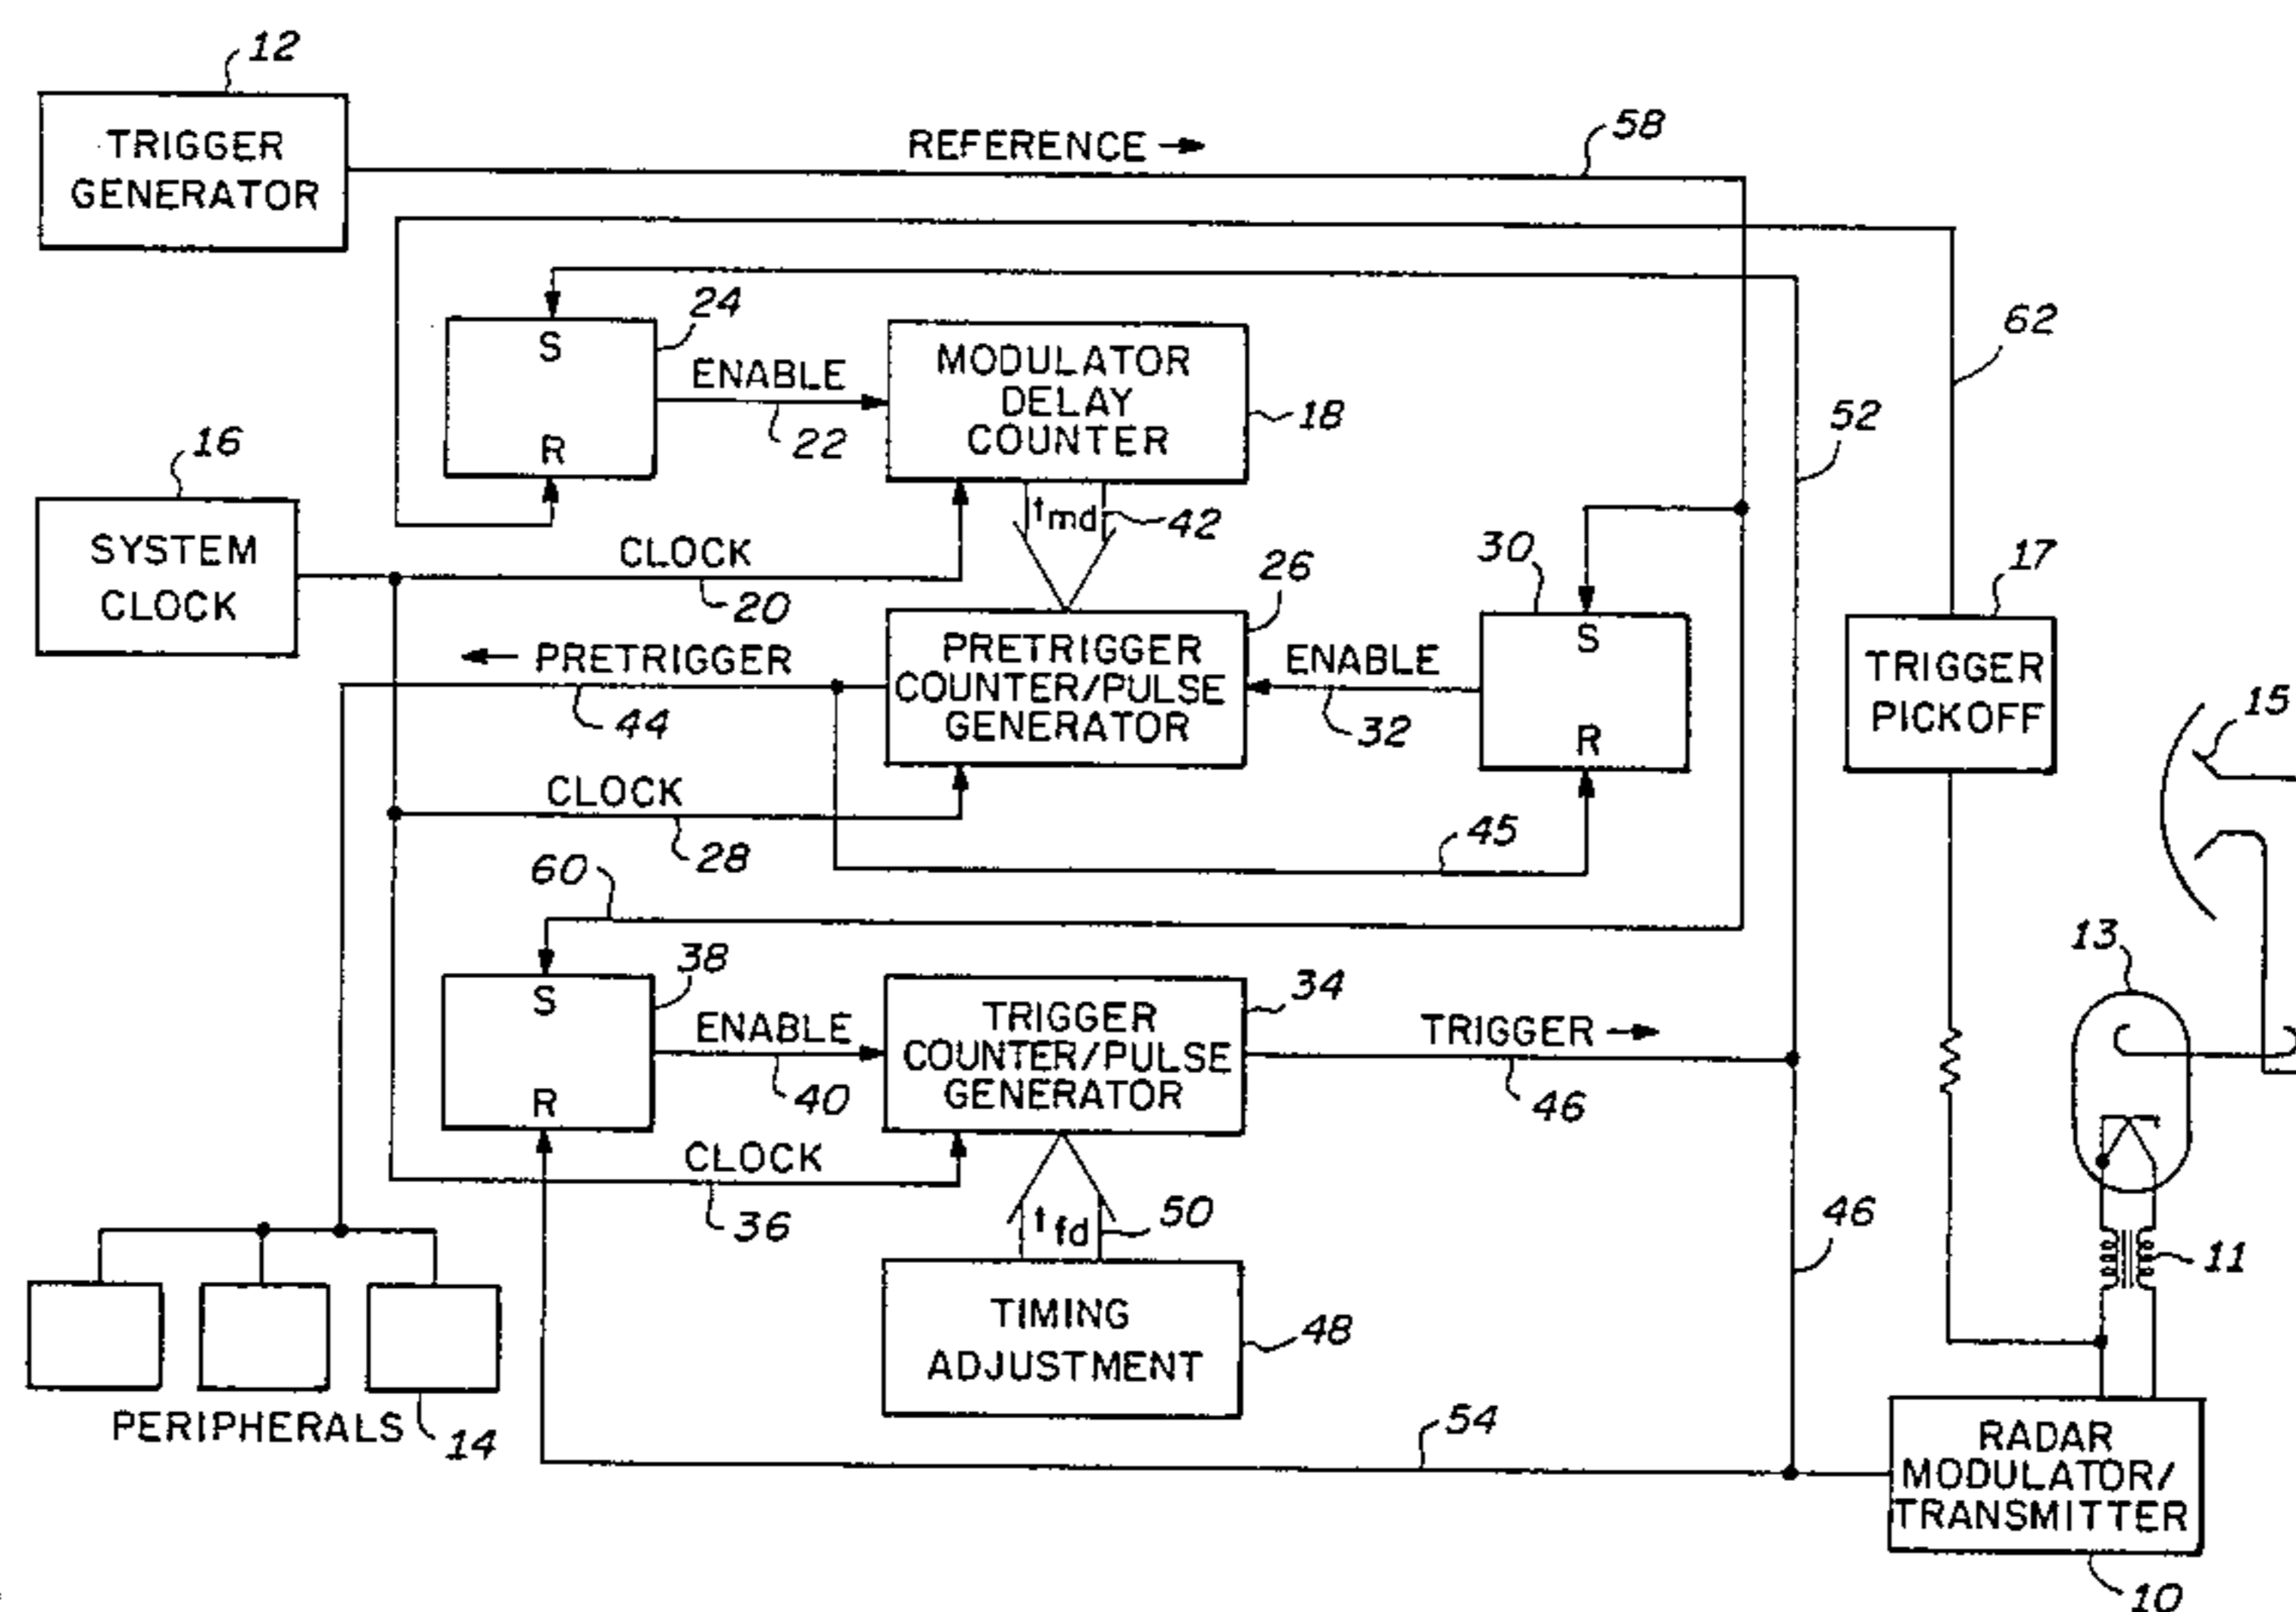 12
TRIGGER
GENERATOR
REFERENCE
58
24
S
R
ENABLE
22
MODULATOR
DELAY
COUNTER
18
62
52
16
SYSTEM
CLOCK
CLOCK
20
tmd
42
26
30
17
PRETRIGGER
44
PRETRIGGER
COUNTER/PULSE
GENERATOR
ENABLE
32
S
R
TRIGGER
PICKOFF
15
CLOCK
28
45
60
38
S
R
ENABLE
40
TRIGGER
COUNTER/PULSE
GENERATOR
34
TRIGGER
46
13
CLOCK
36
tfd
50
46
11
TIMING
ADJUSTMENT
48
PERIPHERALS
14
54
RADAR
MODULATOR/
TRANSMITTER
10